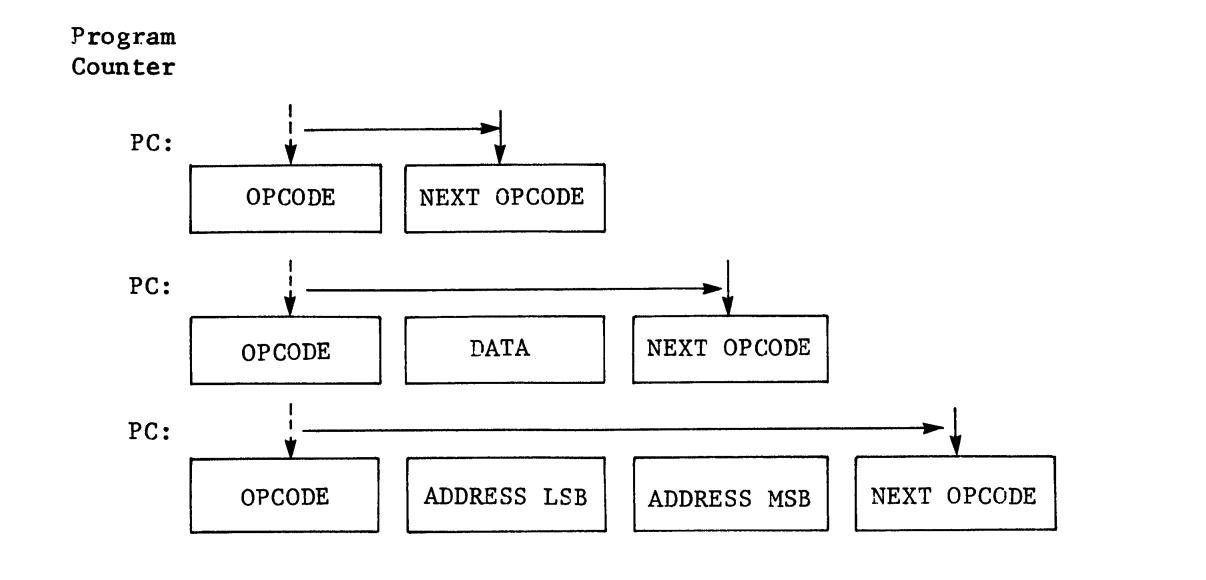 Program
Counter
PC:
OPCODE NEXT OPCODE
PC:
OPCODE DATA NEXT OPCODE
PC:
OPCODE ADDRESS LSB ADDRESS MSB NEXT OPCODE